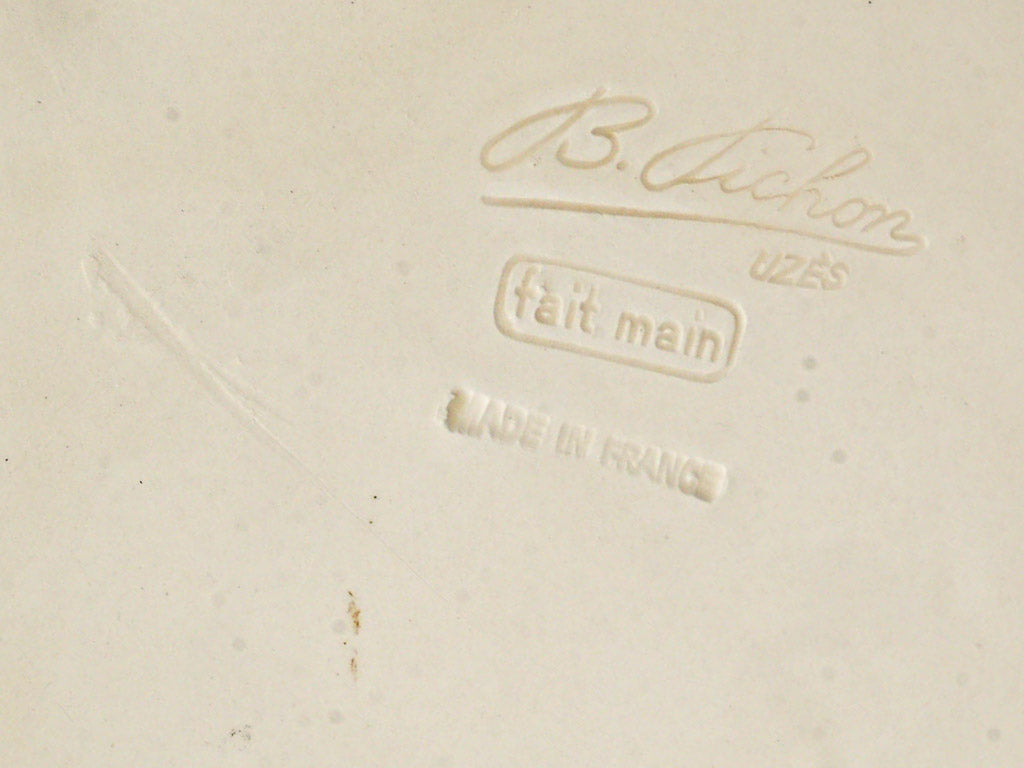 B. Pichon
UZÈS
fait main
MADE IN FRANCE